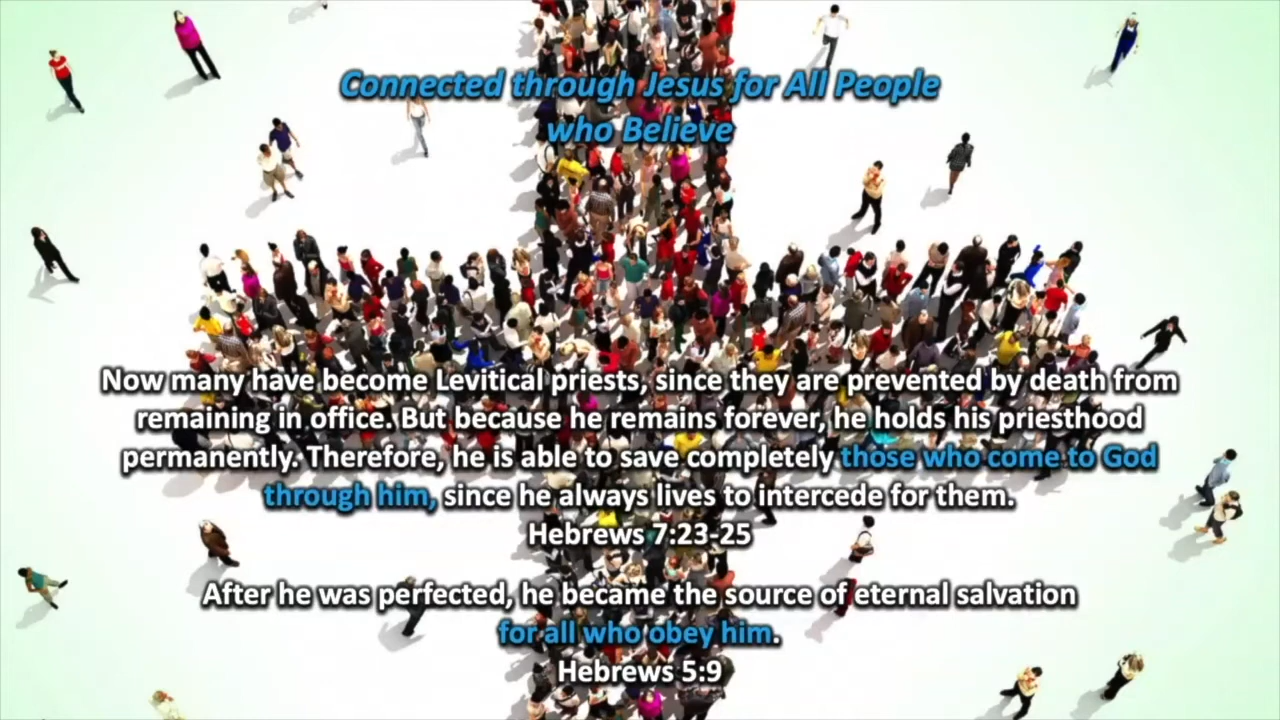 Connected through Jesus for All People
who Believe
Now many have become Levitical priests, since they are prevented by death from
remaining in office. But because he remains forever, he holds his priesthood
permanently. Therefore, he is able to save completely those who come to God
through him, since he always lives to intercede for them.
Hebrews 7:23-25
After he was perfected, he became the source of eternal salvation
for all who obey him.
Hebrews 5:9